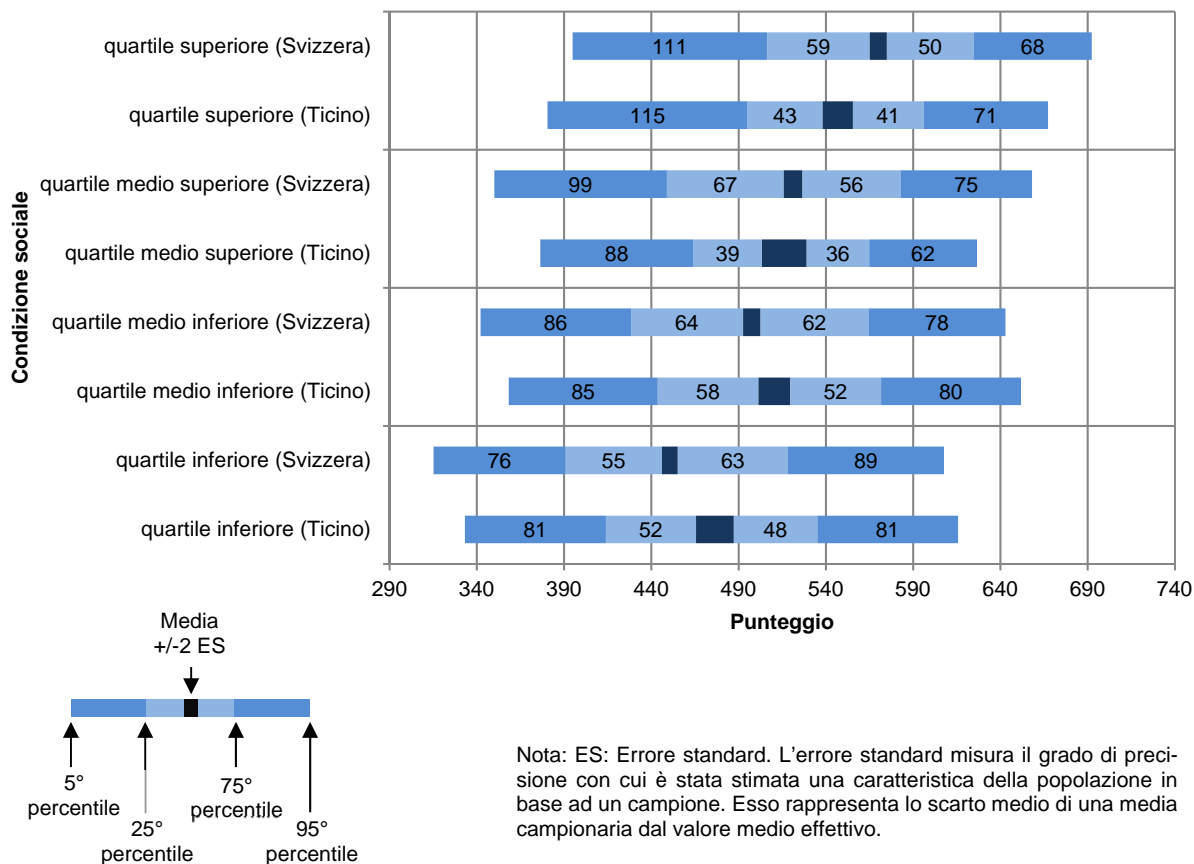 quartile superiore (Svizzera) 111 59 50 68
quartile superiore (Ticino) 115 43 41 71
quartile medio superiore (Svizzera) 99 67 56 75
quartile medio superiore (Ticino) 88 39 36 62
quartile medio inferiore (Svizzera) 86 64 62 78
quartile medio inferiore (Ticino) 85 58 52 80
quartile inferiore (Svizzera) 76 55 63 89
quartile inferiore (Ticino) 81 52 48 81
Condizione sociale
290 340 390 440 490 540 590 640 690 740
Punteggio
Media
+/-2 ES
5°
percentile
25°
percentile
75°
percentile
95°
percentile
Nota: ES: Errore standard. L'errore standard misura il grado di preci-
sione con cui è stata stimata una caratteristica della popolazione in
base ad un campione. Esso rappresenta lo scarto medio di una media
campionaria dal valore medio effettivo.